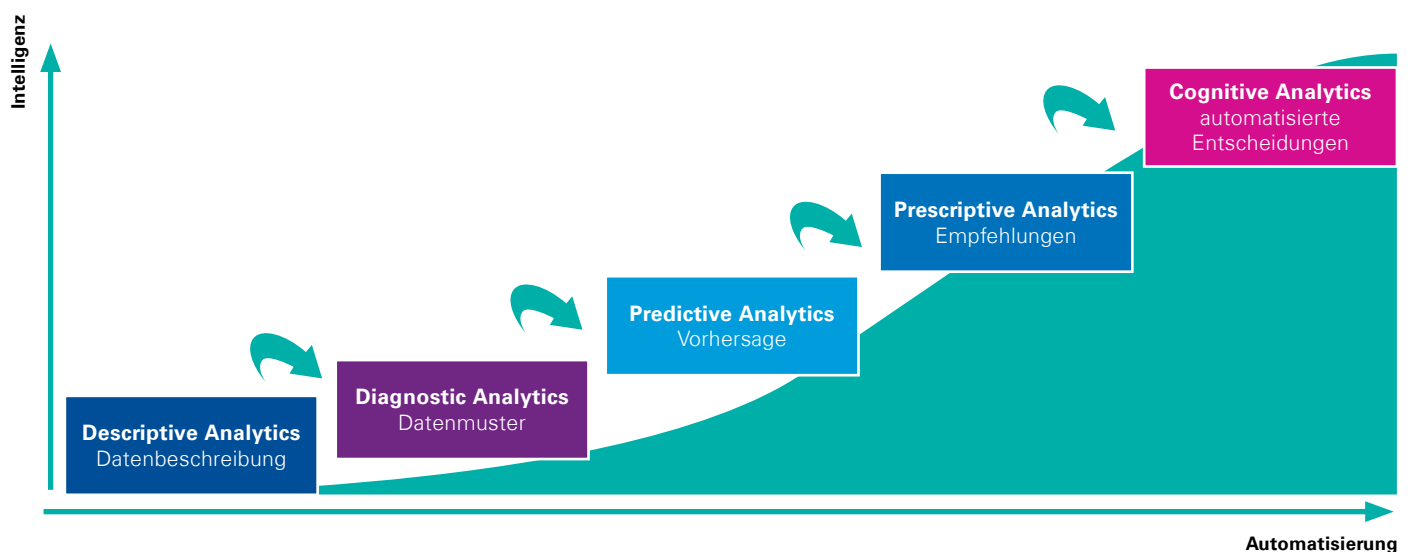 Intelligenz
Cognitive Analytics
automatisierte
Entscheidungen
Prescriptive Analytics
Empfehlungen
Predictive Analytics
Vorhersage
Diagnostic Analytics
Datenmuster
Descriptive Analytics
Datenbeschreibung
Automatisierung